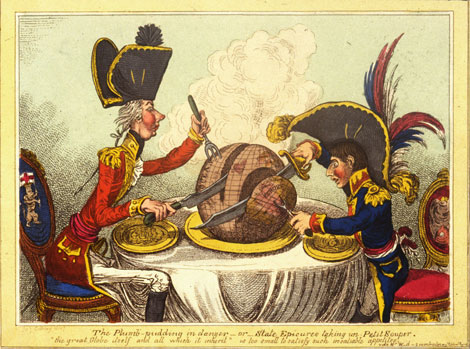 The Plumb-pudding in danger — or — State Epicures taking un Petit Souper.
"the great Globe itself and all which it inherit" is too small to satisfy such insatiable appetites